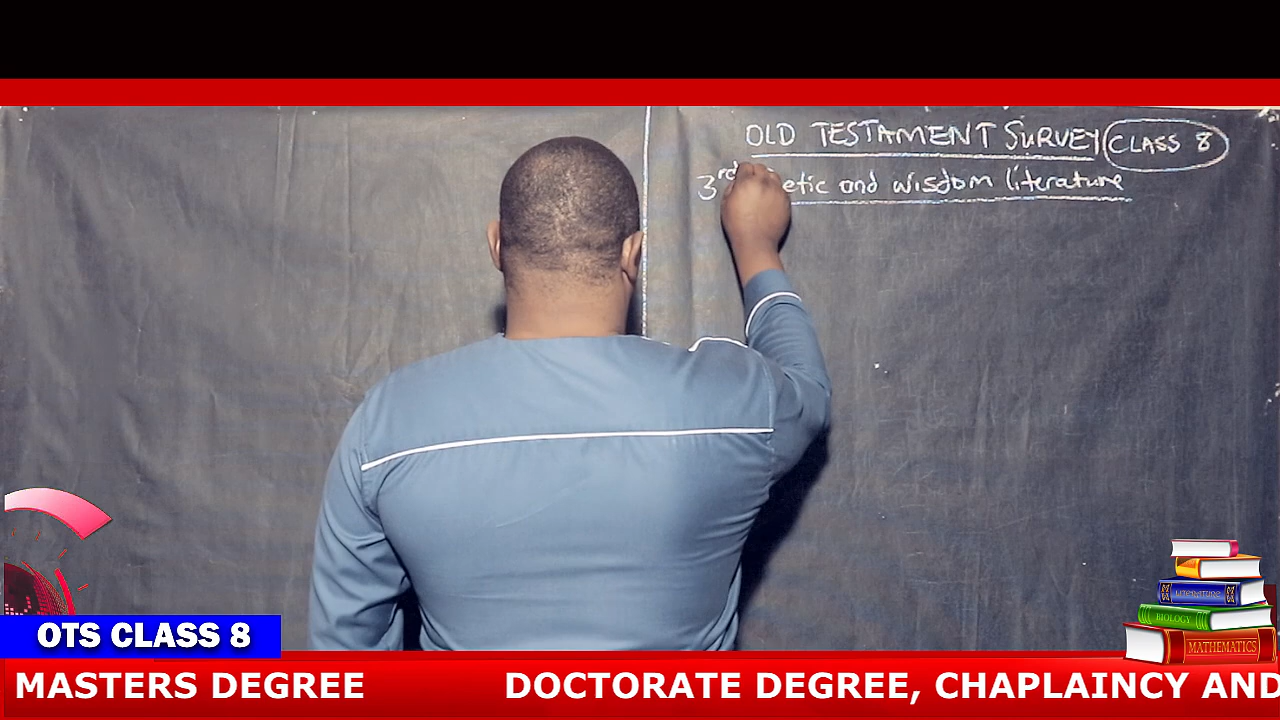 OLD TESTAMENT SURVEY CLASS 8
3rd etic and wisdom literature
LITERATURE
BIOLOGY
MATHEMATICS
OTS CLASS 8
MASTERS DEGREE DOCTORATE DEGREE, CHAPLAINCY AND